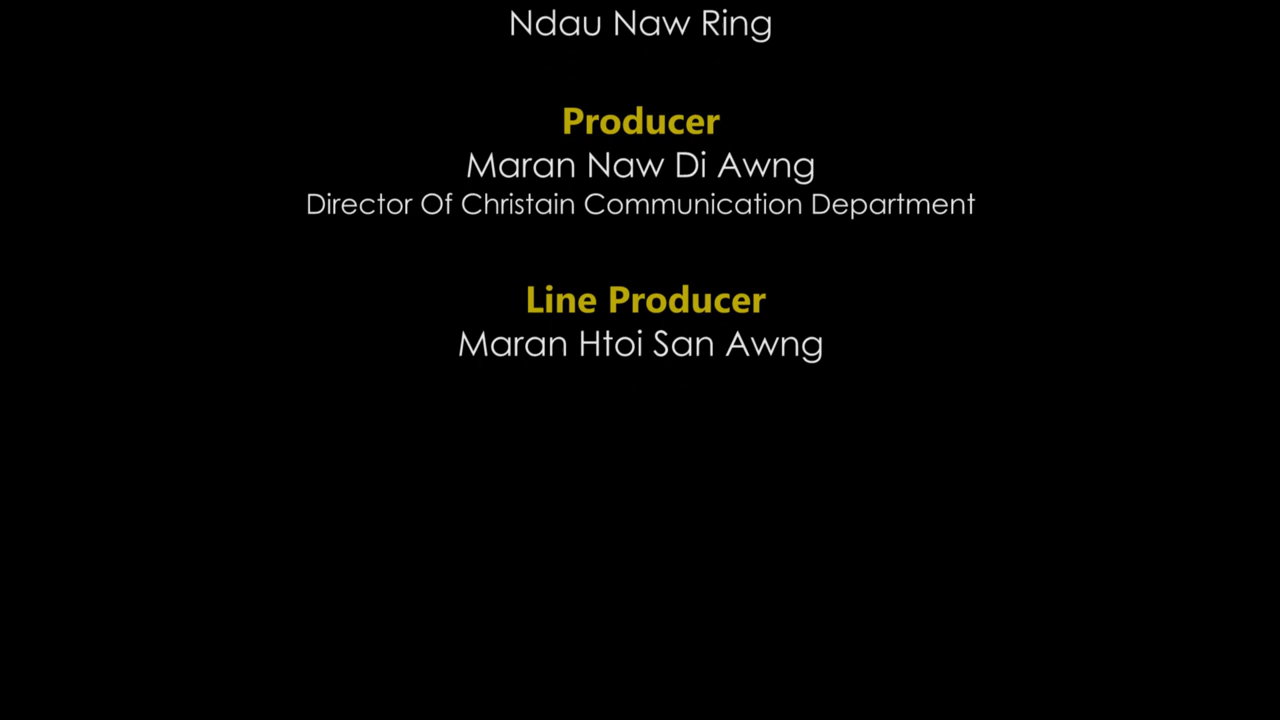 Ndau Naw Ring
Producer
Maran Naw Di Awng
Director Of Christain Communication Department
Line Producer
Maran Htoi San Awng